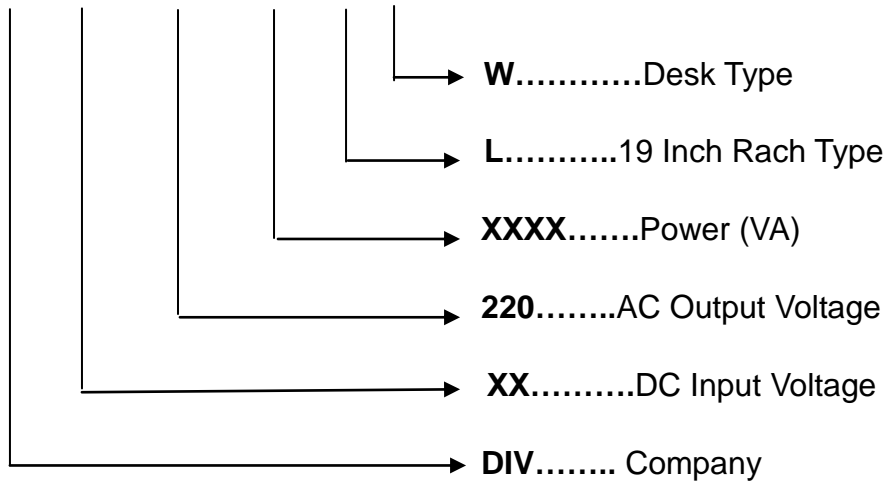 W…………Desk Type
L………..19 Inch Rach Type
XXXX…….Power (VA)
220……..AC Output Voltage
XX……….DC Input Voltage
DIV…….. Company